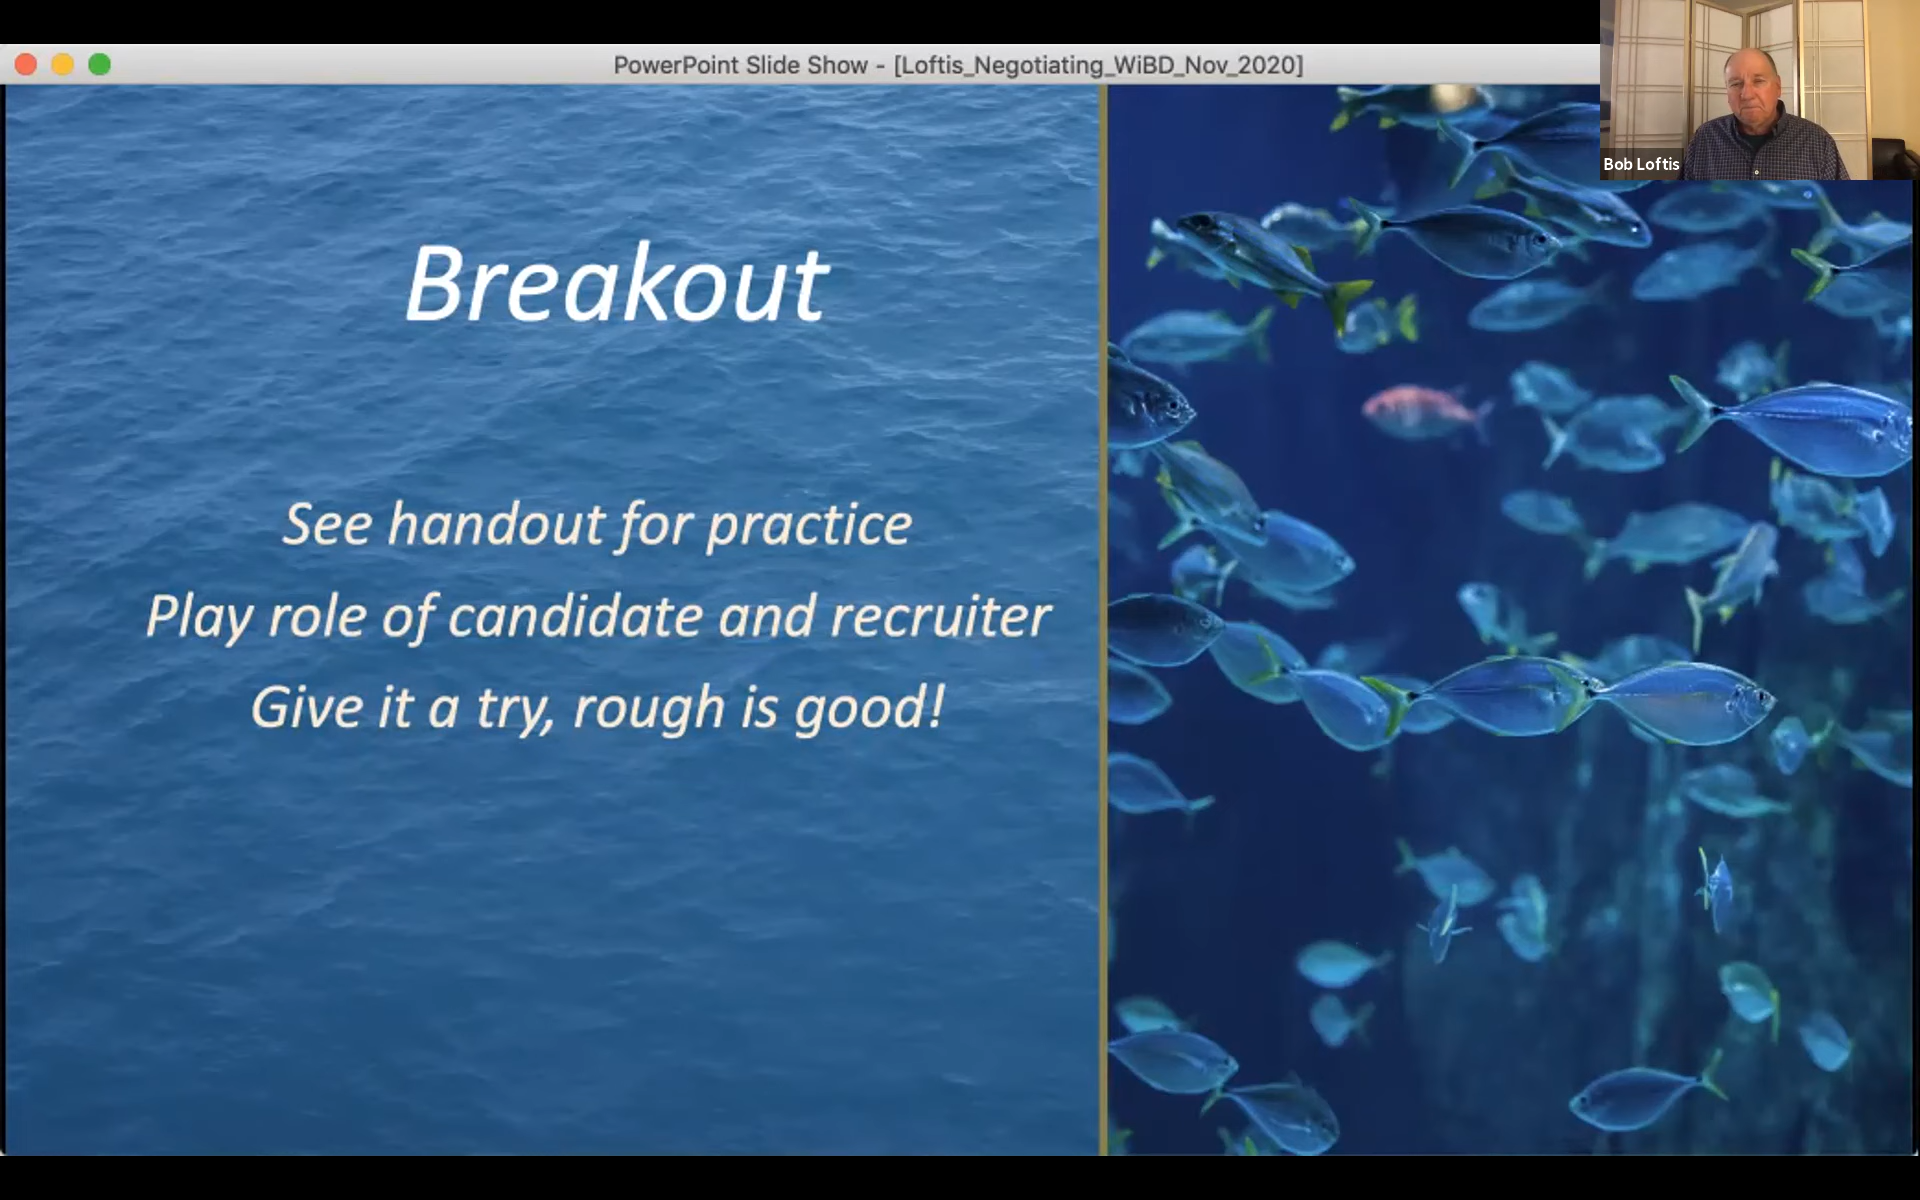 PowerPoint Slide Show - [Loftis_Negotiating_WiBD_Nov_2020]
Bob Loftis
Breakout
See handout for practice
Play role of candidate and recruiter
Give it a try, rough is good!